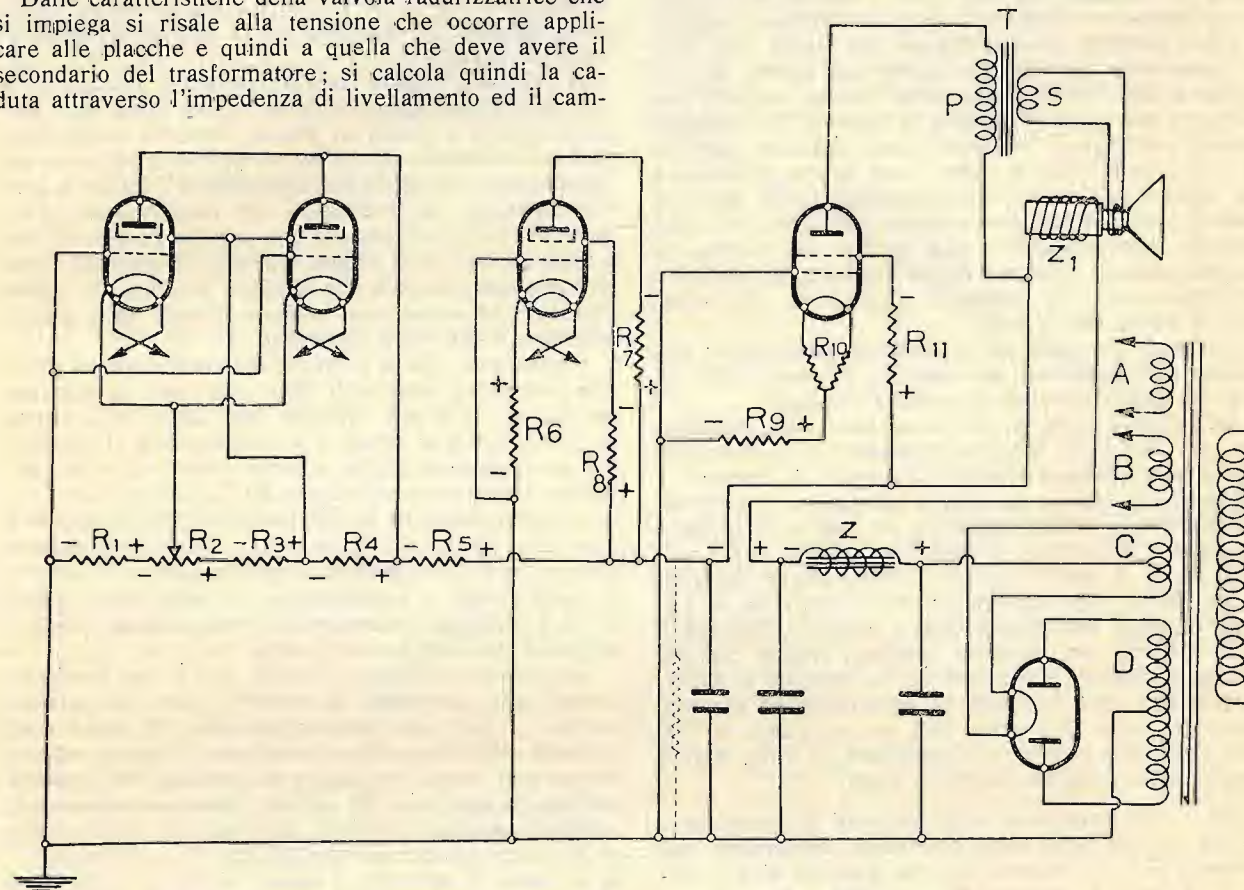 Dalle caratteristiche della valvola raddrizzatrice che
si impiega si risale alla tensione che occorre appli-
care alle placche e quindi a quella che deve avere il
secondario del trasformatore; si calcola quindi la ca-
duta attraverso l'impedenza di livellamento ed il cam-
T
P
S
Z1
A
B
C
D
R10
R11
- +
R9
- +
R7
- +
R8
- +
R6
+ -
- R1 +
- R2 +
- R3 +
- R4 +
R5 +
- + - Z +